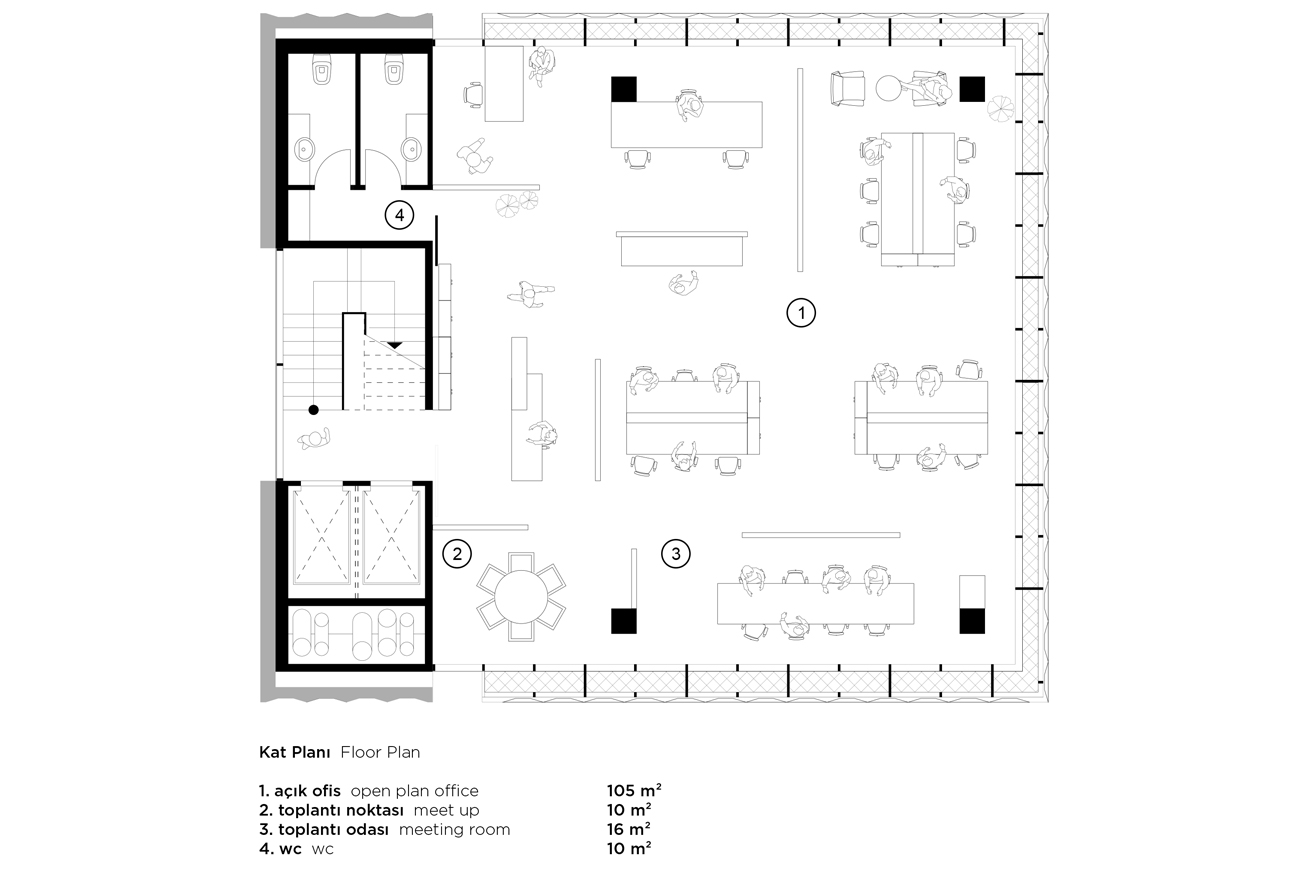 4
1
2
3
Kat Planı Floor Plan
1. açık ofis open plan office 105 m²
2. toplantı noktası meet up 10 m²
3. toplantı odası meeting room 16 m²
4. wc wc 10 m²